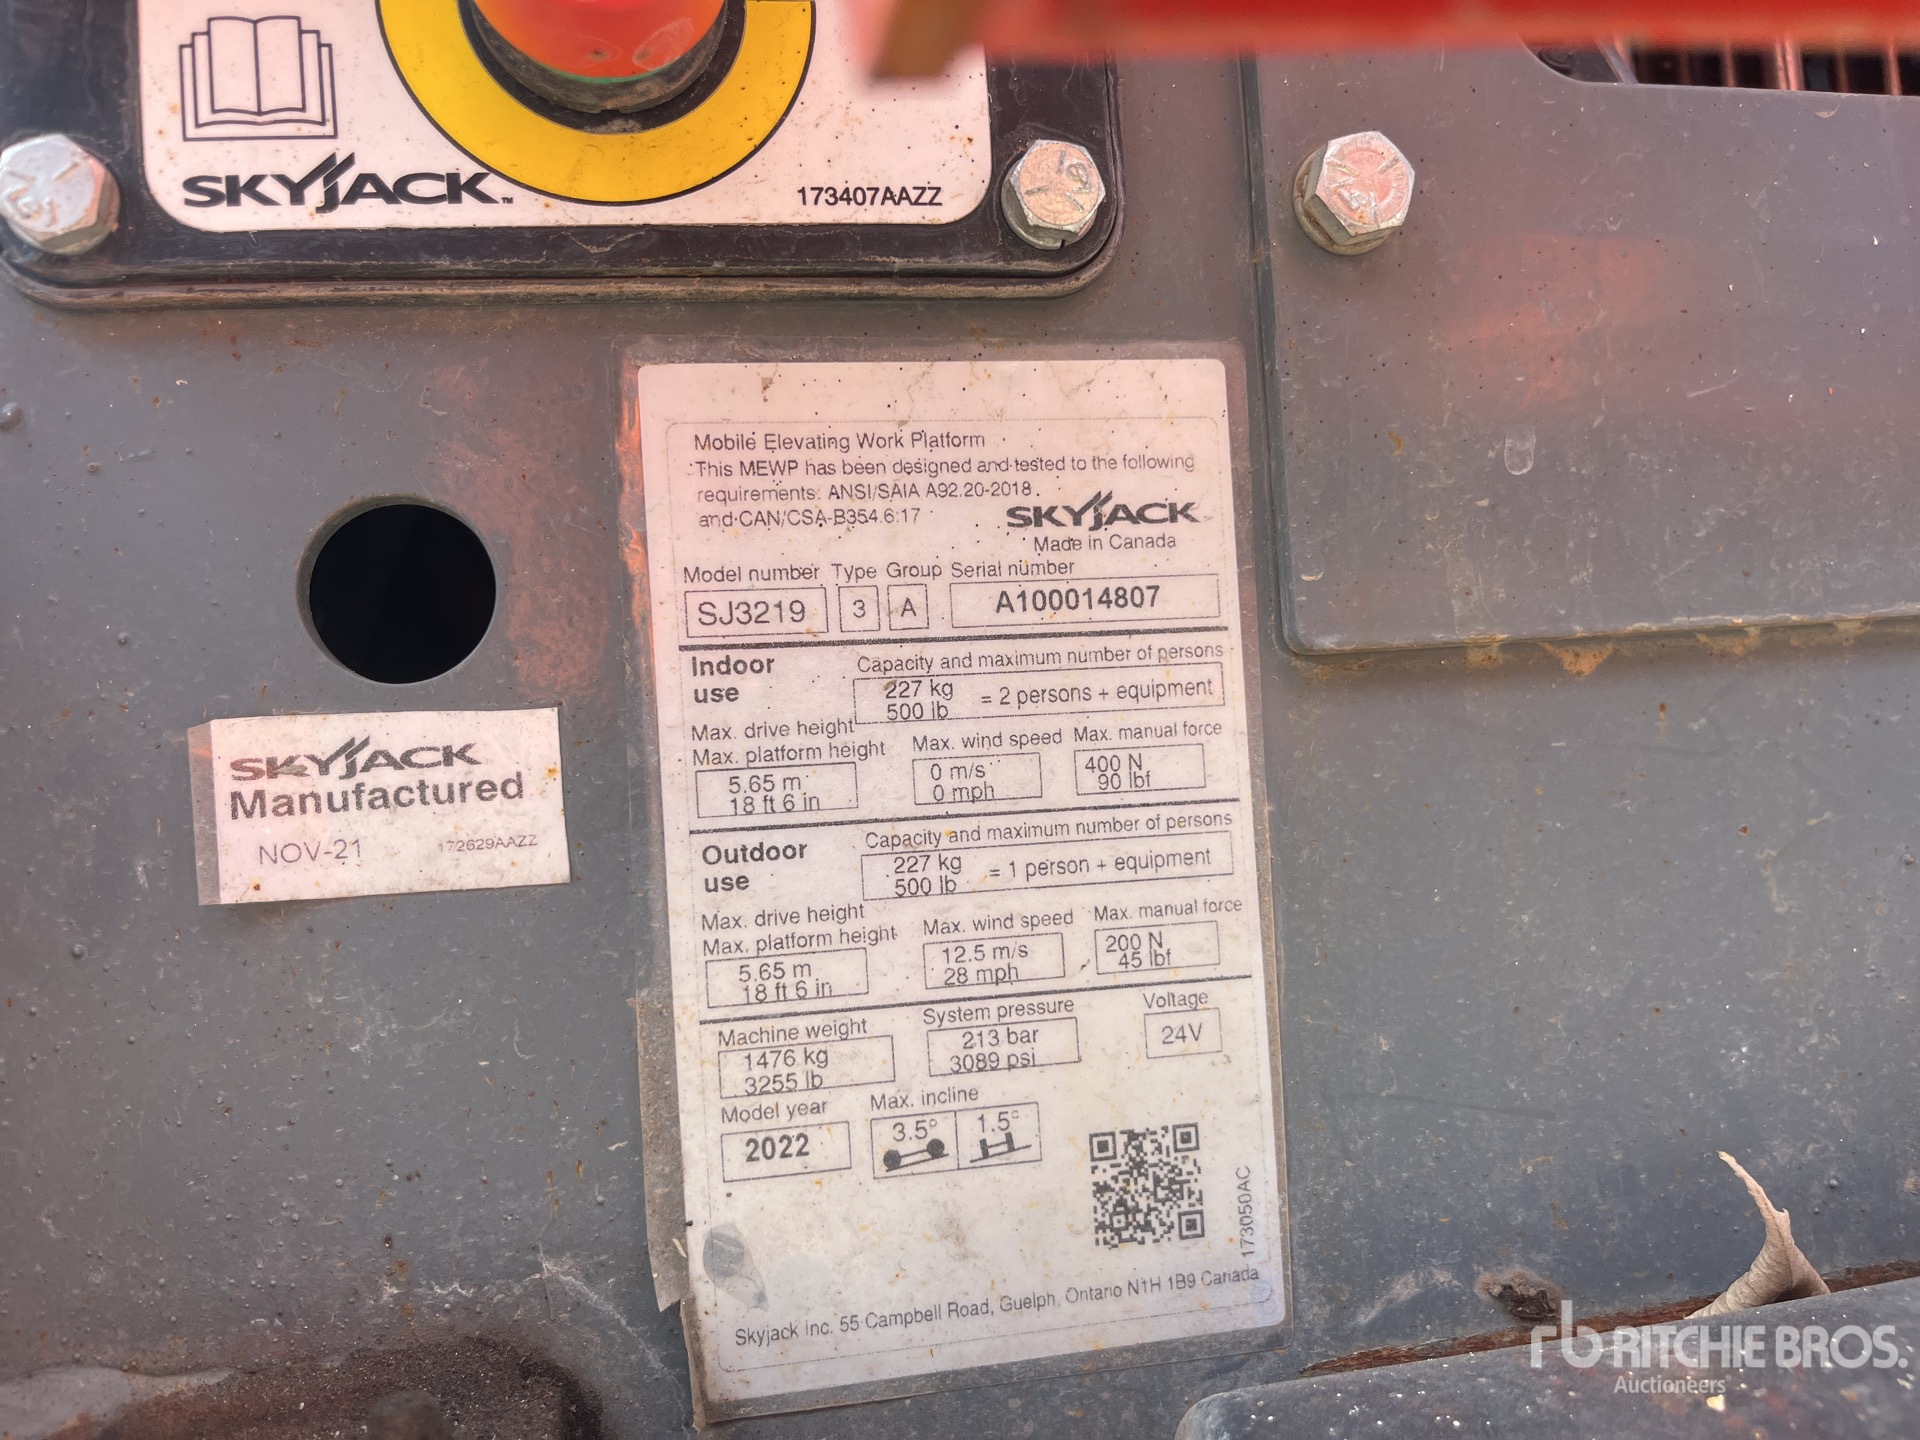 SKYJACK™
173407AAZZ
Mobile Elevating Work Platform
This MEWP has been designed and tested to the following
requirements: ANSI/SAIA A92.20-2018
and CAN/CSA-B354.6:17
SKYJACK
Made in Canada
Model number Type Group Serial number
SJ3219 3 A A100014807
Indoor use
Capacity and maximum number of persons
227 kg
500 lb
= 2 persons + equipment
Max. drive height
Max. platform height
5.65 m
18 ft 6 in
Max. wind speed
0 m/s
0 mph
Max. manual force
400 N
90 lbf
Outdoor use
Capacity and maximum number of persons
227 kg
500 lb
= 1 person + equipment
Max. drive height
Max. platform height
5.65 m
18 ft 6 in
Max. wind speed
12.5 m/s
28 mph
Max. manual force
200 N
45 lbf
Machine weight
1476 kg
3255 lb
System pressure
213 bar
3089 psi
Voltage
24V
Model year
2022
Max. incline
3.5° 1.5°
173050AC
Skyjack Inc. 55 Campbell Road, Guelph, Ontario N1H 1B9 Canada
SKYJACK
Manufactured
NOV-21 172629AAZZ
rb RITCHIE BROS.
Auctioneers